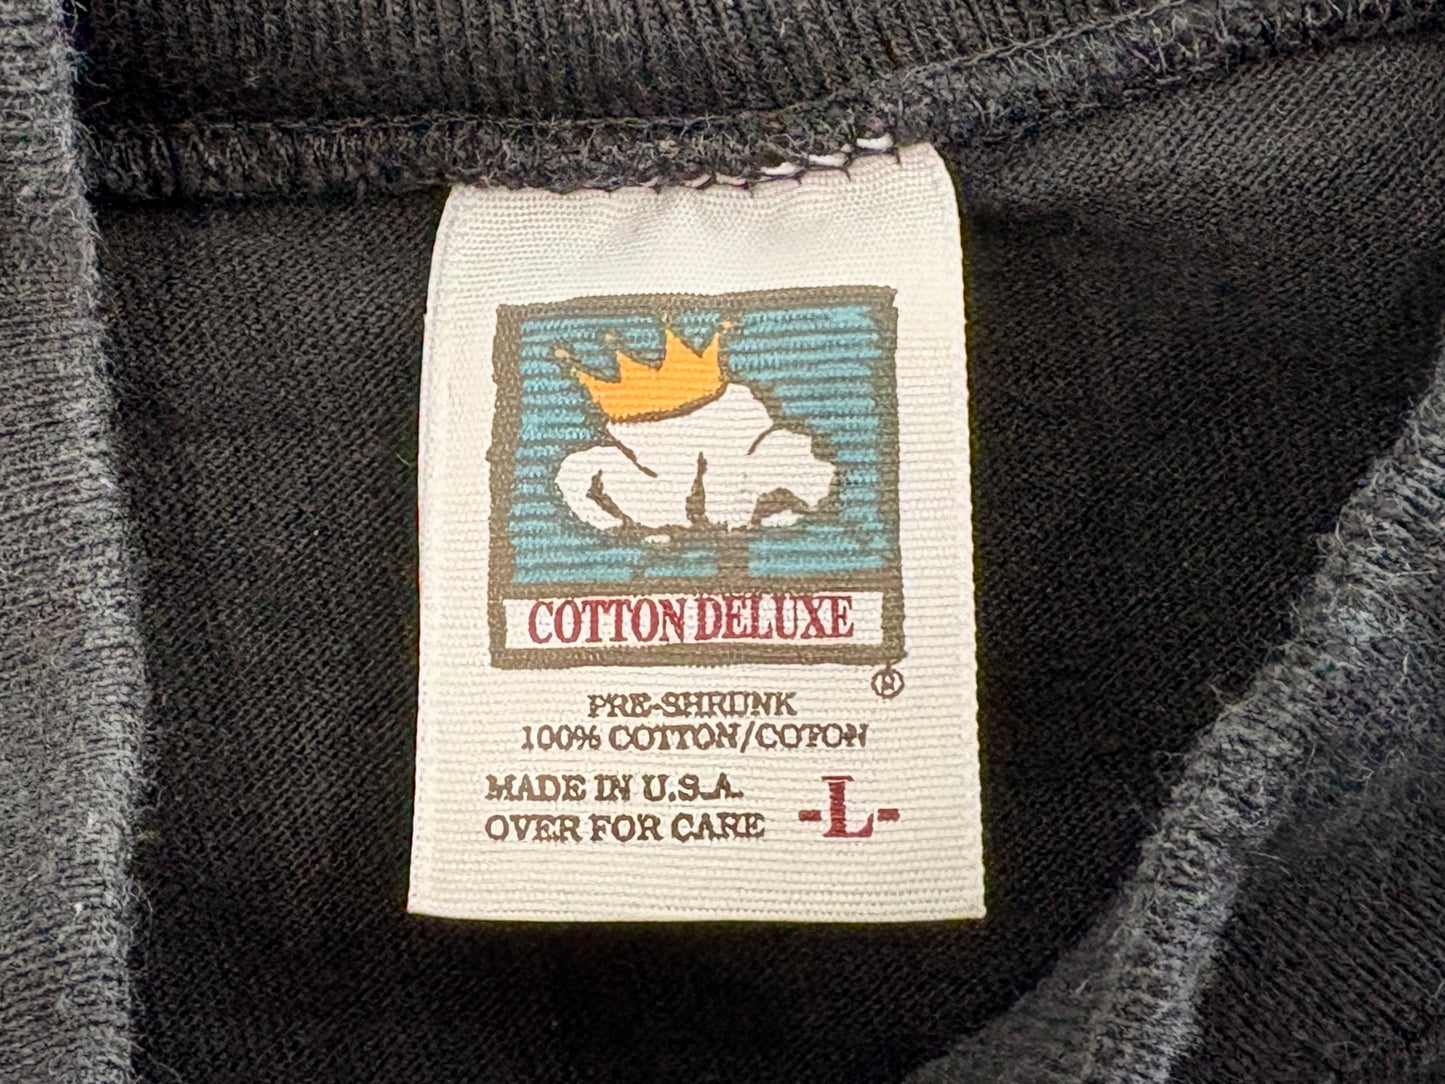 COTTON DELUXE
®
PRE-SHRUNK
100% COTTON/COTON
MADE IN U.S.A.
OVER FOR CARE
-L-